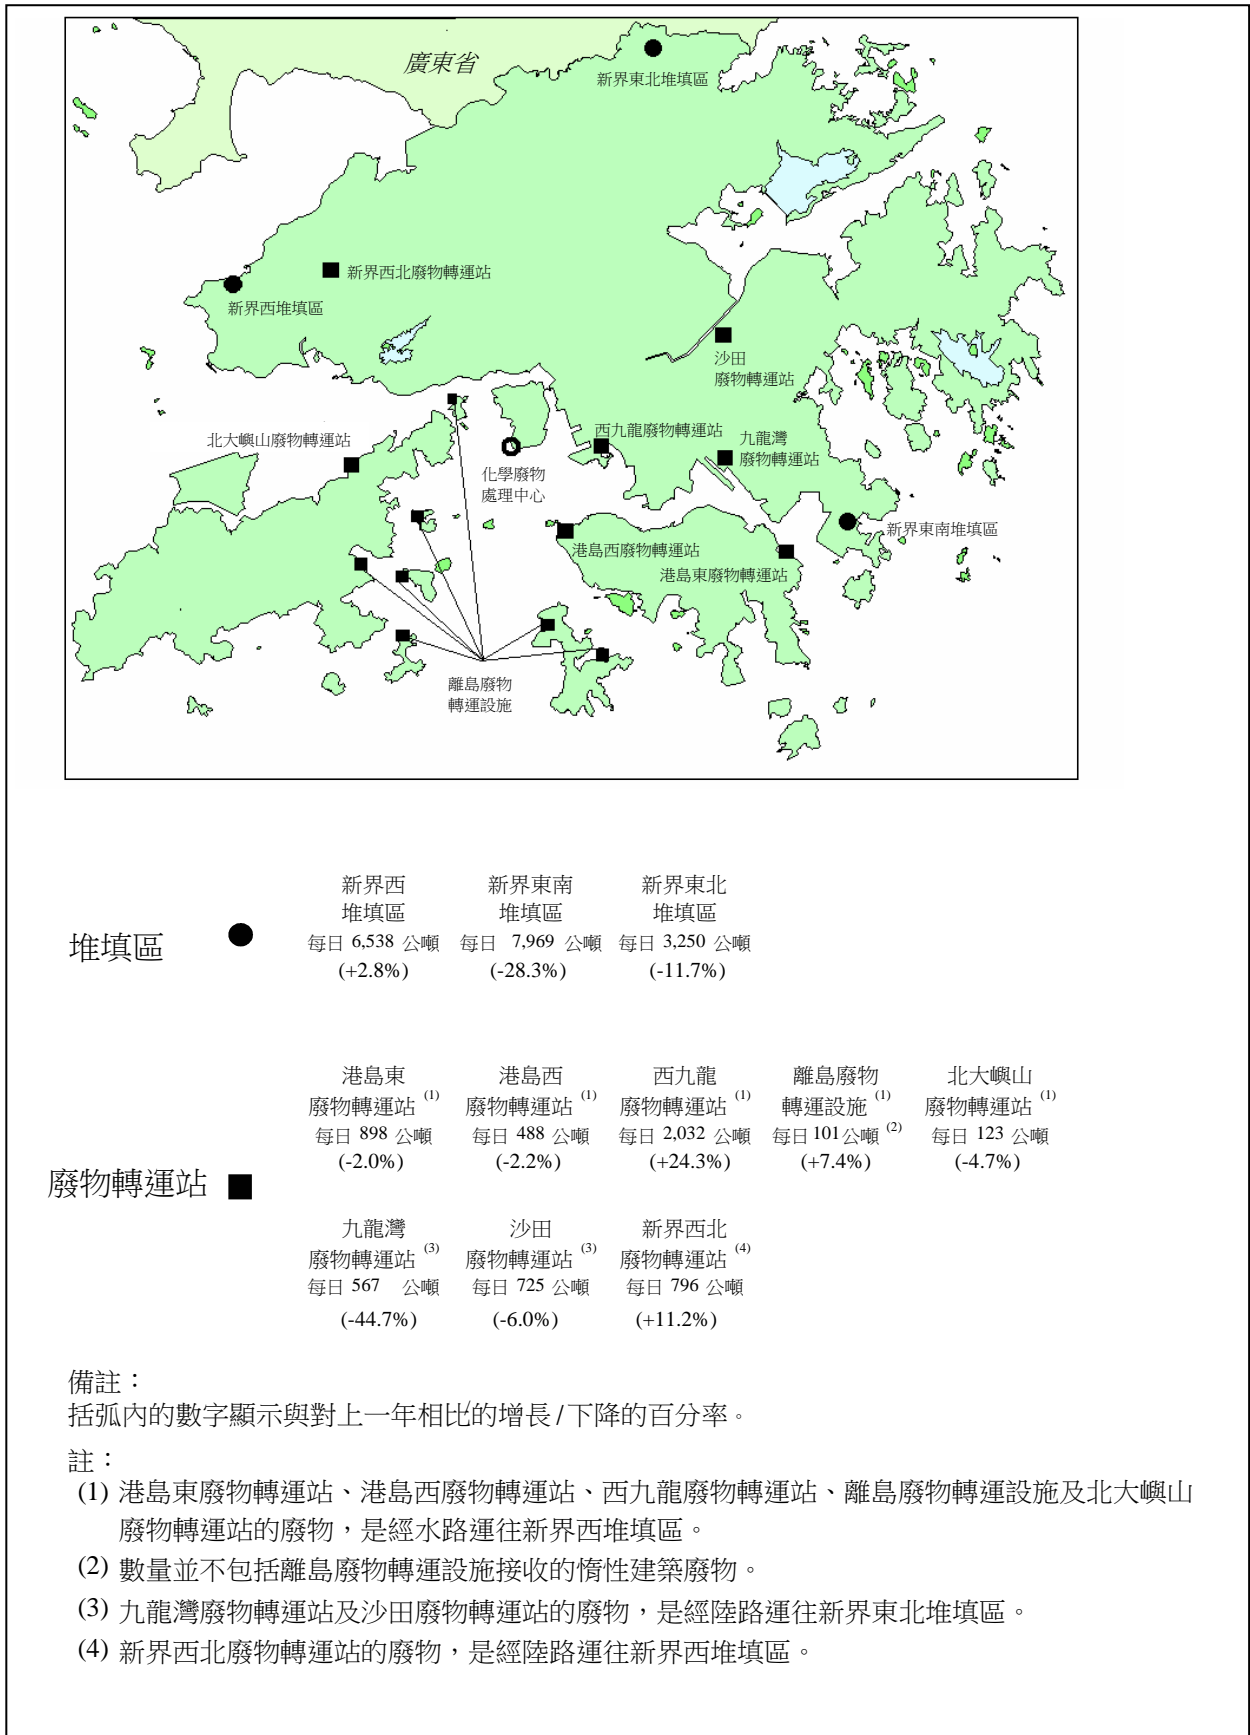 廣東省
新界東北堆填區
新界西北廢物轉運站
新界西堆填區
沙田
廢物轉運站
北大嶼山廢物轉運站
西九龍廢物轉運站
九龍灣
廢物轉運站
化學廢物
處理中心
新界東南堆填區
港島西廢物轉運站
港島東廢物轉運站
離島廢物
轉運設施
堆填區
新界西
堆填區
每日 6,538 公噸
(+2.8%)
新界東南
堆填區
每日 7,969 公噸
(-28.3%)
新界東北
堆填區
每日 3,250 公噸
(-11.7%)
廢物轉運站
港島東
廢物轉運站 (1)
每日 898 公噸
(-2.0%)
港島西
廢物轉運站 (1)
每日 488 公噸
(-2.2%)
西九龍
廢物轉運站 (1)
每日 2,032 公噸
(+24.3%)
離島廢物
轉運設施 (1)
每日101公噸 (2)
(+7.4%)
北大嶼山
廢物轉運站 (1)
每日 123 公噸
(-4.7%)
九龍灣
廢物轉運站 (3)
每日 567 公噸
(-44.7%)
沙田
廢物轉運站 (3)
每日 725 公噸
(-6.0%)
新界西北
廢物轉運站 (4)
每日 796 公噸
(+11.2%)
備註：
括弧內的數字顯示與對上一年相比的增長/下降的百分率。
註：
(1) 港島東廢物轉運站、港島西廢物轉運站、西九龍廢物轉運站、離島廢物轉運設施及北大嶼山
廢物轉運站的廢物，是經水路運往新界西堆填區。
(2) 數量並不包括離島廢物轉運設施接收的惰性建築廢物。
(3) 九龍灣廢物轉運站及沙田廢物轉運站的廢物，是經陸路運往新界東北堆填區。
(4) 新界西北廢物轉運站的廢物，是經陸路運往新界西堆填區。